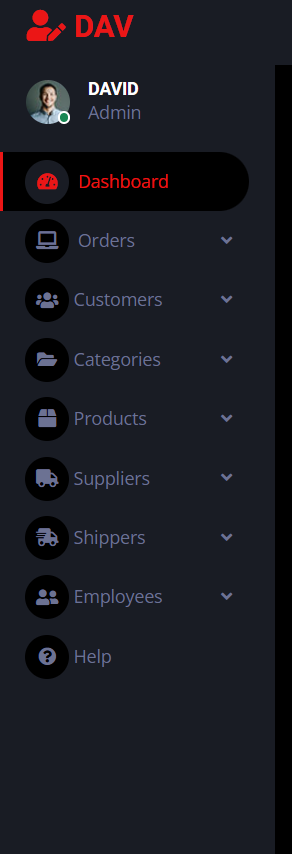 DAV
DAVID
Admin
Dashboard
Orders
Customers
Categories
Products
Suppliers
Shippers
Employees
Help